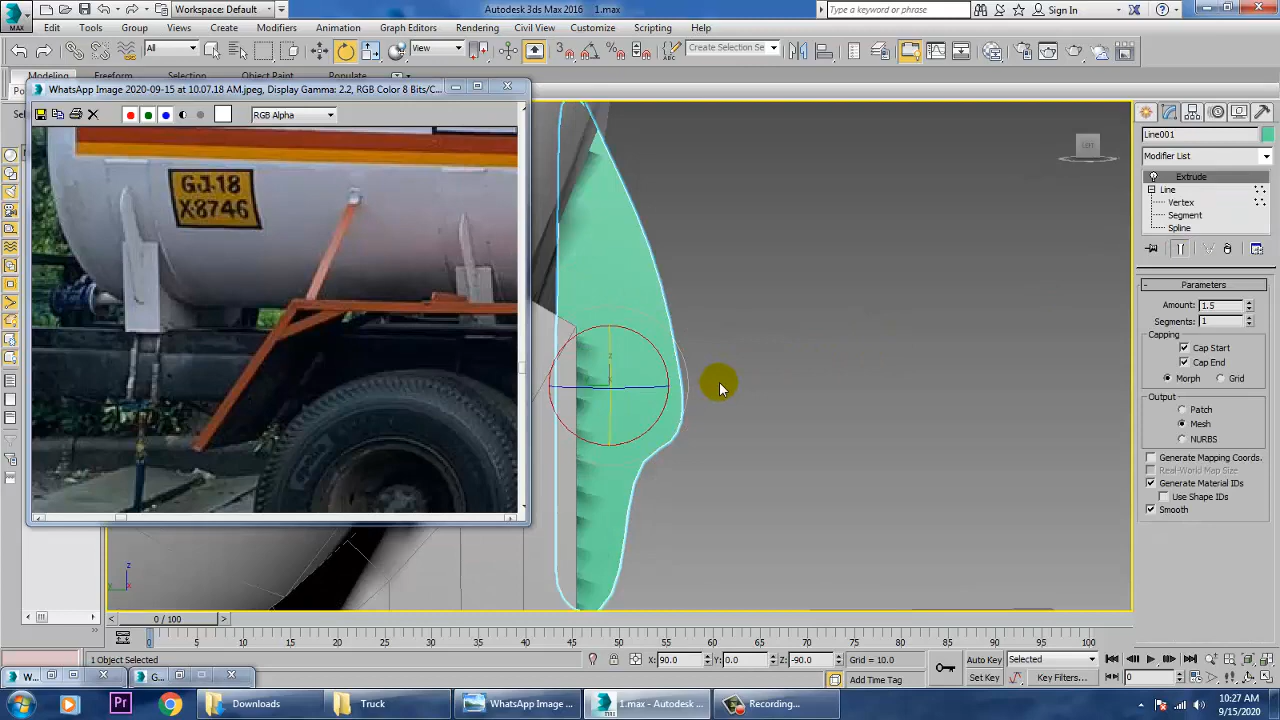 MAX
Workspace: Default
Autodesk 3ds Max 2016 1.max
Type a keyword or phrase
Sign In
Edit Tools Group Views Create Modifiers Animation Graph Editors Rendering Civil View Customize Scripting Help
All
View
Create Selection Se
Modeling Freeform Selection Object Paint Populate
WhatsApp Image 2020-09-15 at 10.07.18 AM.jpeg, Display Gamma: 2.2, RGB Color 8 Bits/C...
RGB Alpha
GJ-18
X-8746
LEFT
Line001
Modifier List
Extrude
Line
Vertex
Segment
Spline
Parameters
Amount: 1.5
Segments: 1
Capping
Cap Start
Cap End
Morph Grid
Output
Patch
Mesh
NURBS
Generate Mapping Coords.
Real-World Map Size
Generate Material IDs
Use Shape IDs
Smooth
z
z
x
y
0 / 100
0 5 10 15 20 25 30 35 40 45 50 55 60 65 70 75 80 85 90 95 100
1 Object Selected
X: 90.0 Y: 0.0 Z: -90.0 Grid = 10.0
Add Time Tag
Auto Key Selected
Set Key Key Filters...
0
W... G...
Pr
Downloads
Truck
WhatsApp Image ...
1.max - Autodesk ...
Recording...
10:27 AM
9/15/2020